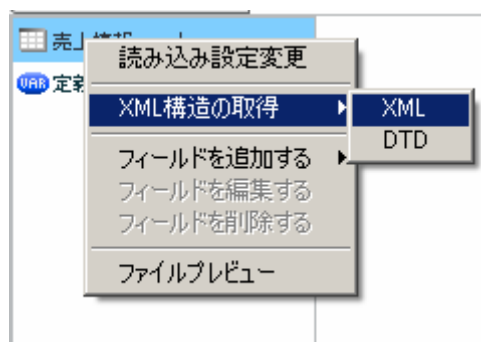 売上
VAR 定義
読み込み設定変更
XML構造の取得
XML
DTD
フィールドを追加する
フィールドを編集する
フィールドを削除する
ファイルプレビュー